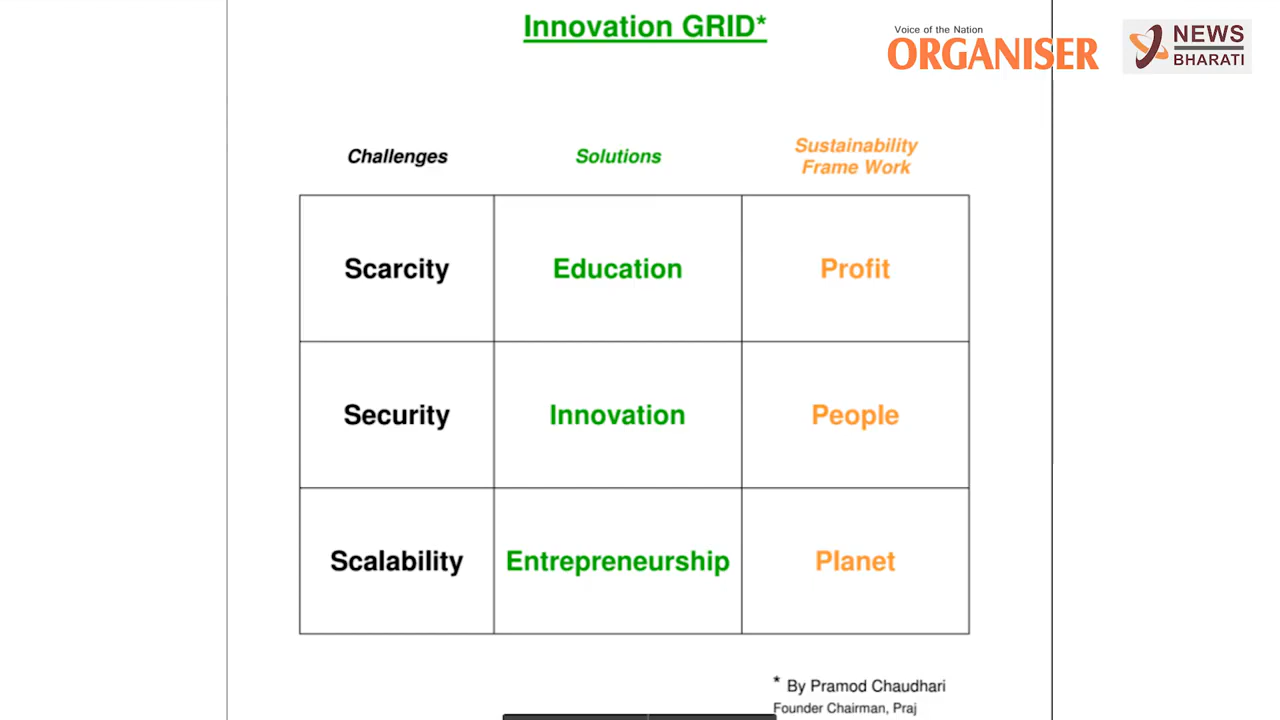 Innovation GRID*
Voice of the Nation
ORGANISER
NEWS
BHARATI
Challenges
Solutions
Sustainability
Frame Work
Scarcity
Education
Profit
Security
Innovation
People
Scalability
Entrepreneurship
Planet
* By Pramod Chaudhari
Founder Chairman, Praj